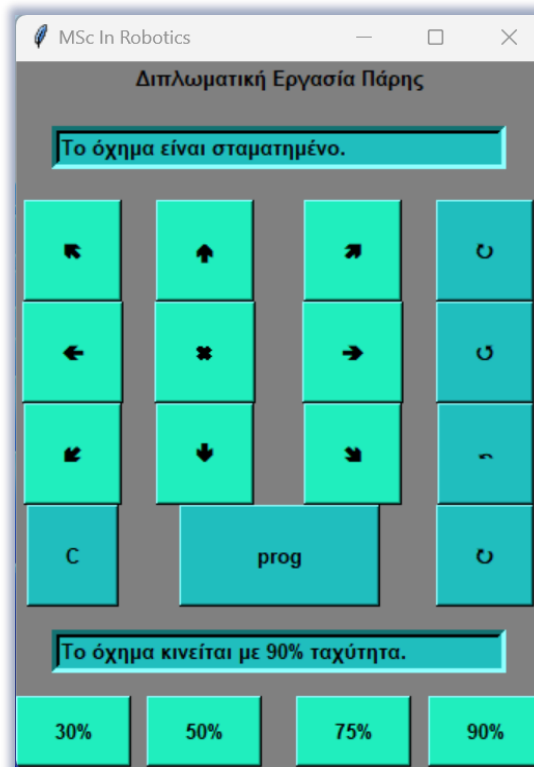 MSc In Robotics
Διπλωματική Εργασία Πάρης
Το όχημα είναι σταματημένο.
🡼 🡹 🡽 ↻
🡸 ✖ 🡺 ↺
🡿 🡻 🡾 ⤺
C prog ↻
Το όχημα κινείται με 90% ταχύτητα.
30% 50% 75% 90%